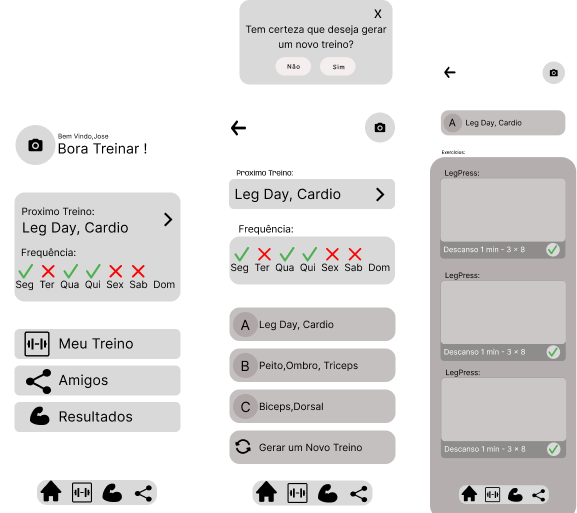 X
Tem certeza que deseja gerar
um novo treino?
Não
Sim
Bem Vindo,Jose
Bora Treinar !
Proximo Treino:
Leg Day, Cardio
Frequência:
Seg Ter Qua Qui Sex Sab Dom
Meu Treino
Amigos
Resultados
Proximo Treino:
Leg Day, Cardio
Frequência:
Seg Ter Qua Qui Sex Sab Dom
A Leg Day, Cardio
B Peito,Ombro, Triceps
C Biceps,Dorsal
Gerar um Novo Treino
A Leg Day, Cardio
Exercícios:
LegPress:
Descanso 1 min - 3 × 8
LegPress:
Descanso 1 min - 3 × 8
LegPress:
Descanso 1 min - 3 × 8